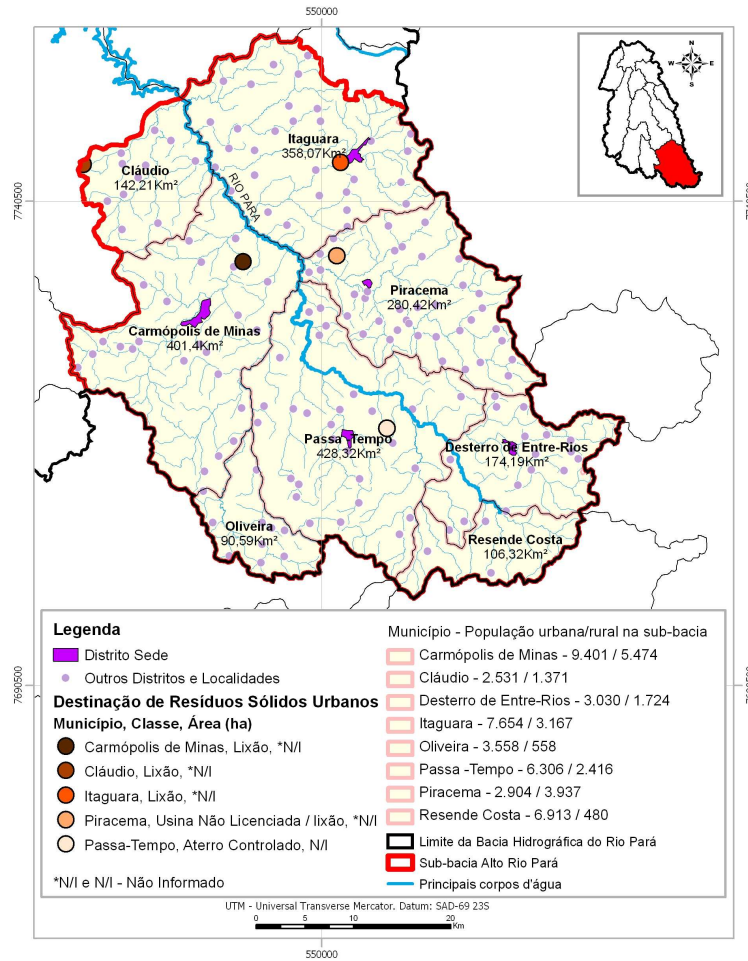 550000
N
W
E
S
Itaguara
358,07Km²
Cláudio
142,21Km²
RIO PARÁ
7740500
7740500
Piracema
280,42Km²
Carmópolis de Minas
401,4Km²
Passa -Tempo
428,32Km²
Desterro de Entre-Rios
174,19Km²
Oliveira
90,59Km²
Resende Costa
106,32Km²
Legenda
Distrito Sede
Outros Distritos e Localidades
Destinação de Resíduos Sólidos Urbanos
Município, Classe, Área (ha)
Carmópolis de Minas, Lixão, *N/I
Cláudio, Lixão, *N/I
Itaguara, Lixão, *N/I
Piracema, Usina Não Licenciada / lixão, *N/I
Passa-Tempo, Aterro Controlado, N/I
*N/I e N/I - Não Informado
Município - População urbana/rural na sub-bacia
Carmópolis de Minas - 9.401 / 5.474
Cláudio - 2.531 / 1.371
Desterro de Entre-Rios - 3.030 / 1.724
Itaguara - 7.654 / 3.167
Oliveira - 3.558 / 558
Passa -Tempo - 6.306 / 2.416
Piracema - 2.904 / 3.937
Resende Costa - 6.913 / 480
Limite da Bacia Hidrográfica do Rio Pará
Sub-bacia Alto Rio Pará
Principais corpos d'água
7690500
7690500
UTM - Universal Transverse Mercator. Datum: SAD-69 23S
0 5 10 20
Km
550000